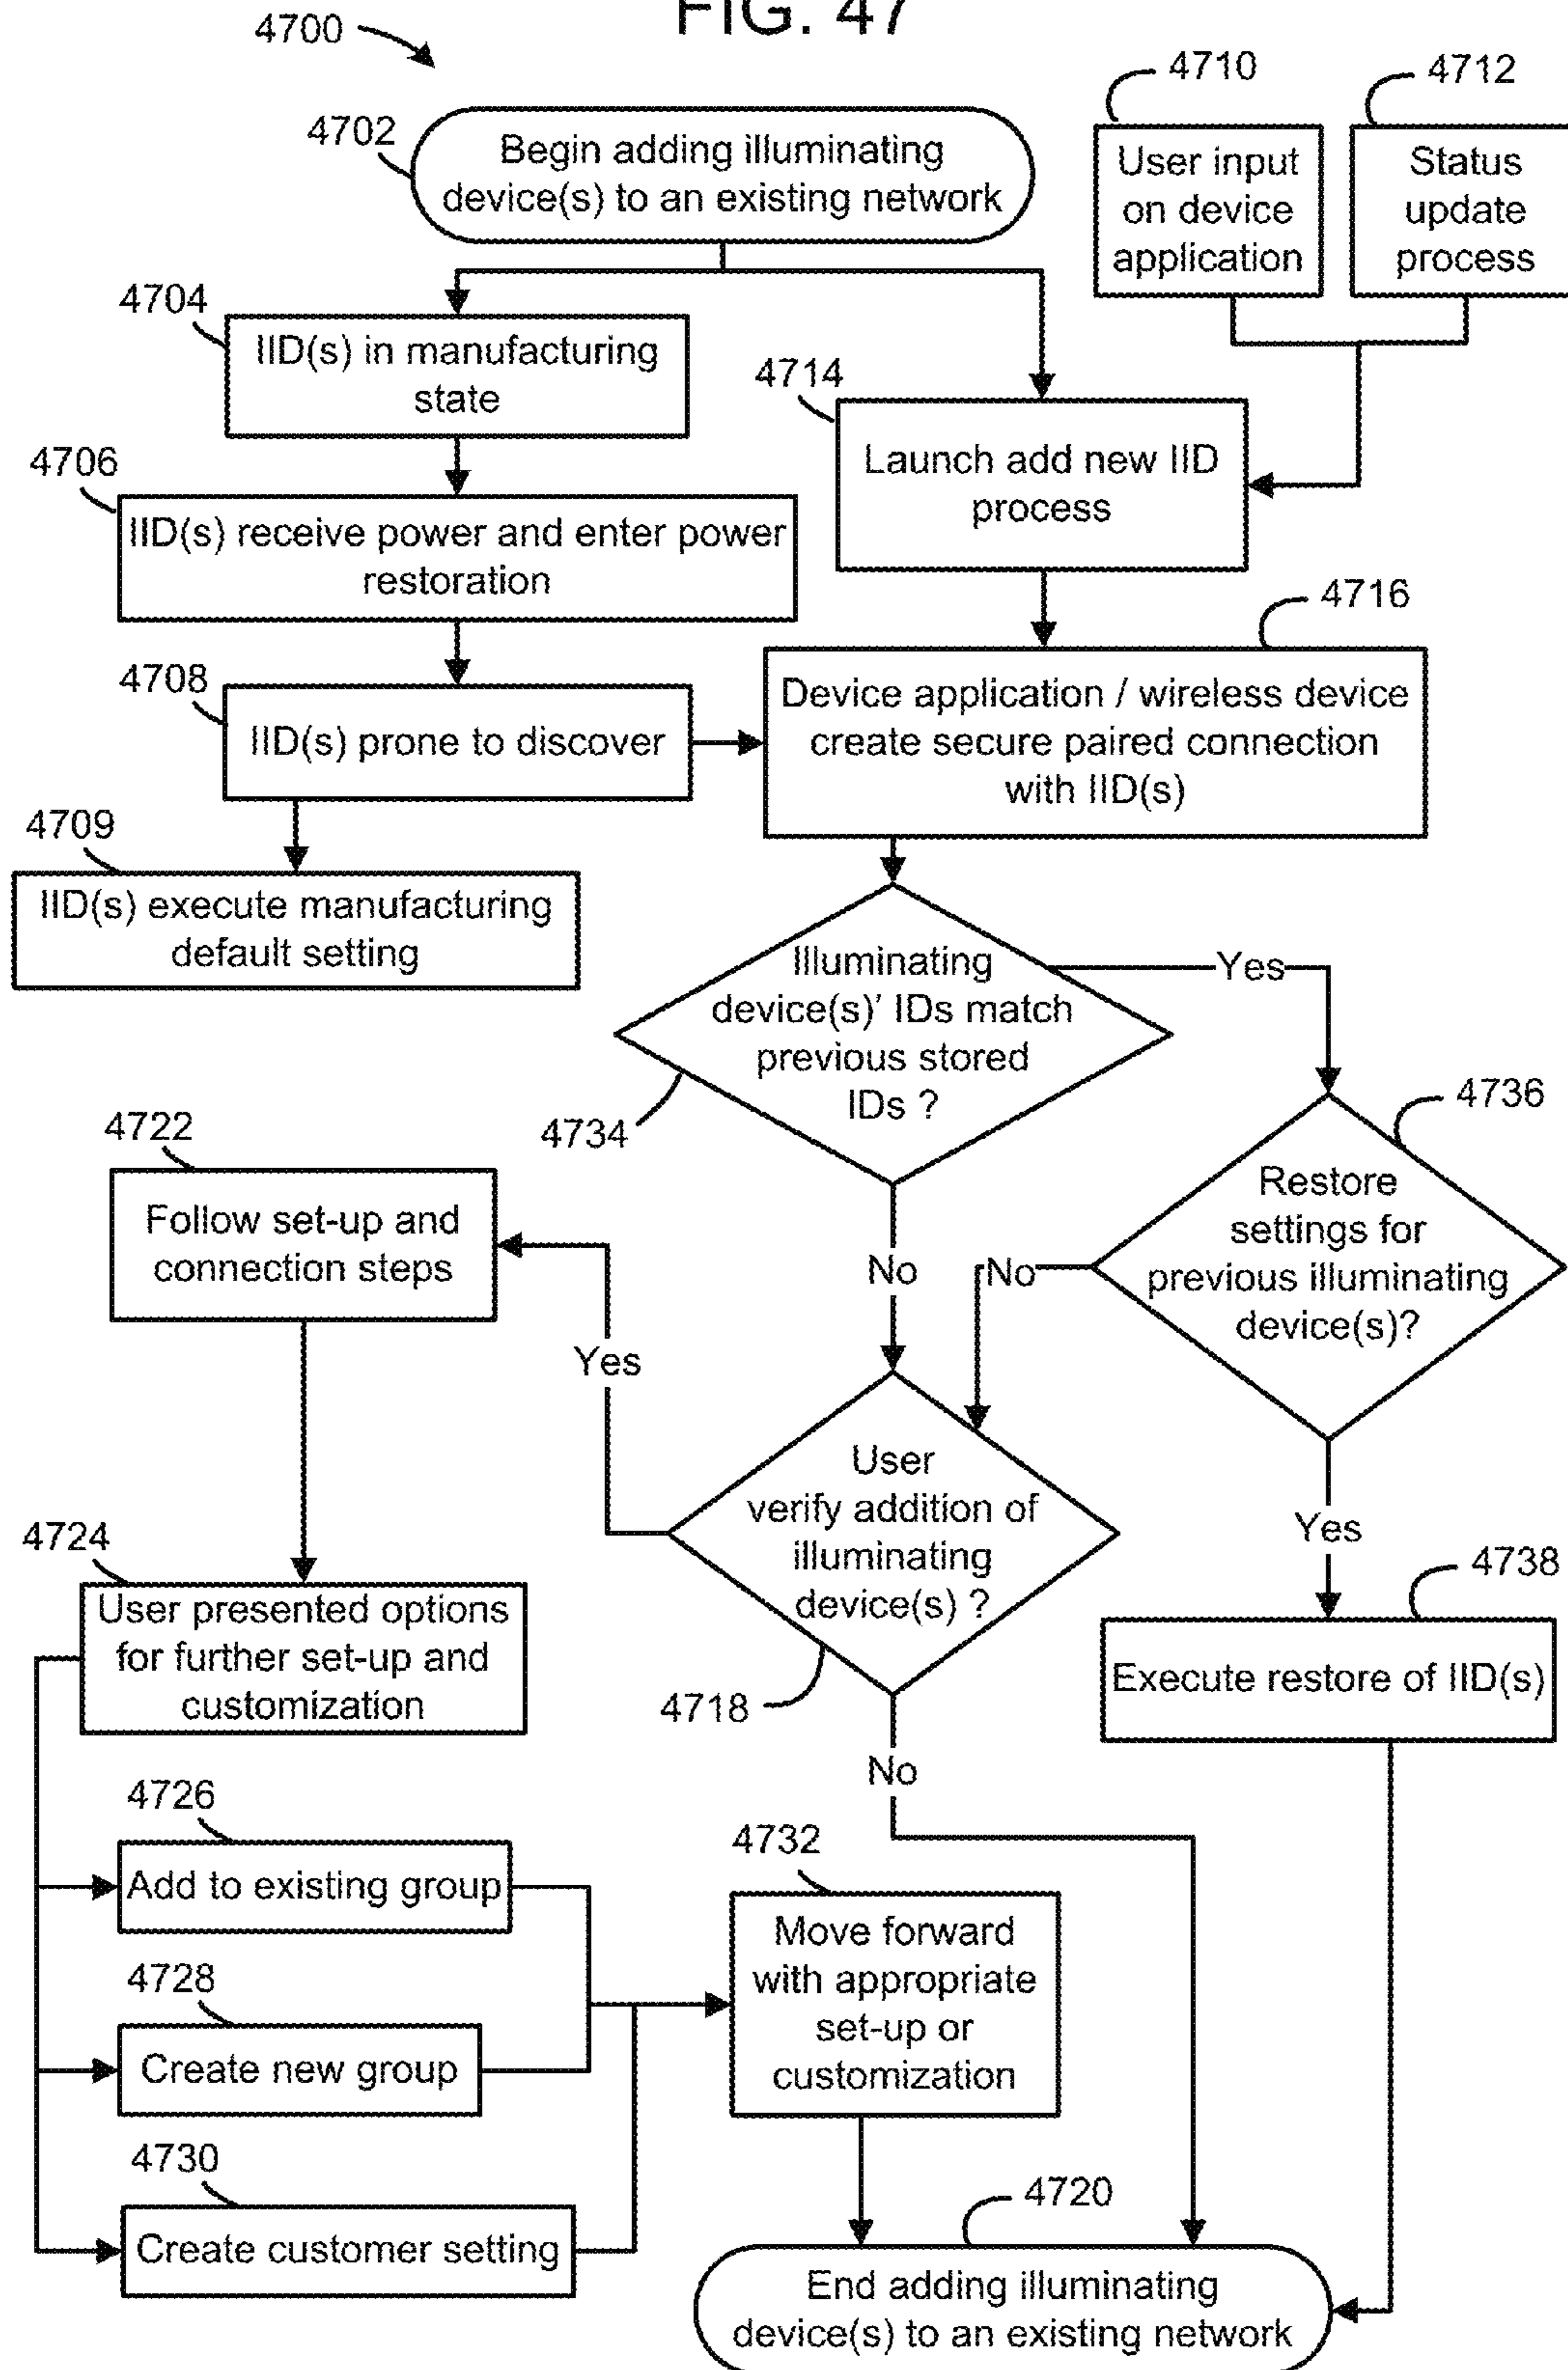 FIG. 47
4700
4710
4712
4702
Begin adding illuminating
device(s) to an existing network
User input
on device
application
Status
update
process
4704
IID(s) in manufacturing
state
4714
Launch add new IID
process
4706
IID(s) receive power and enter power
restoration
4716
Device application / wireless device
create secure paired connection
with IID(s)
4708
IID(s) prone to discover
4709
IID(s) execute manufacturing
default setting
Illuminating
device(s)' IDs match
previous stored
IDs ?
Yes
4734
4736
Restore
settings for
previous illuminating
device(s)?
4722
Follow set-up and
connection steps
No
No
Yes
User
verify addition of
illuminating
device(s) ?
4718
Yes
4738
Execute restore of IID(s)
4724
User presented options
for further set-up and
customization
No
4726
Add to existing group
4732
Move forward
with appropriate
set-up or
customization
4728
Create new group
4730
Create customer setting
4720
End adding illuminating
device(s) to an existing network